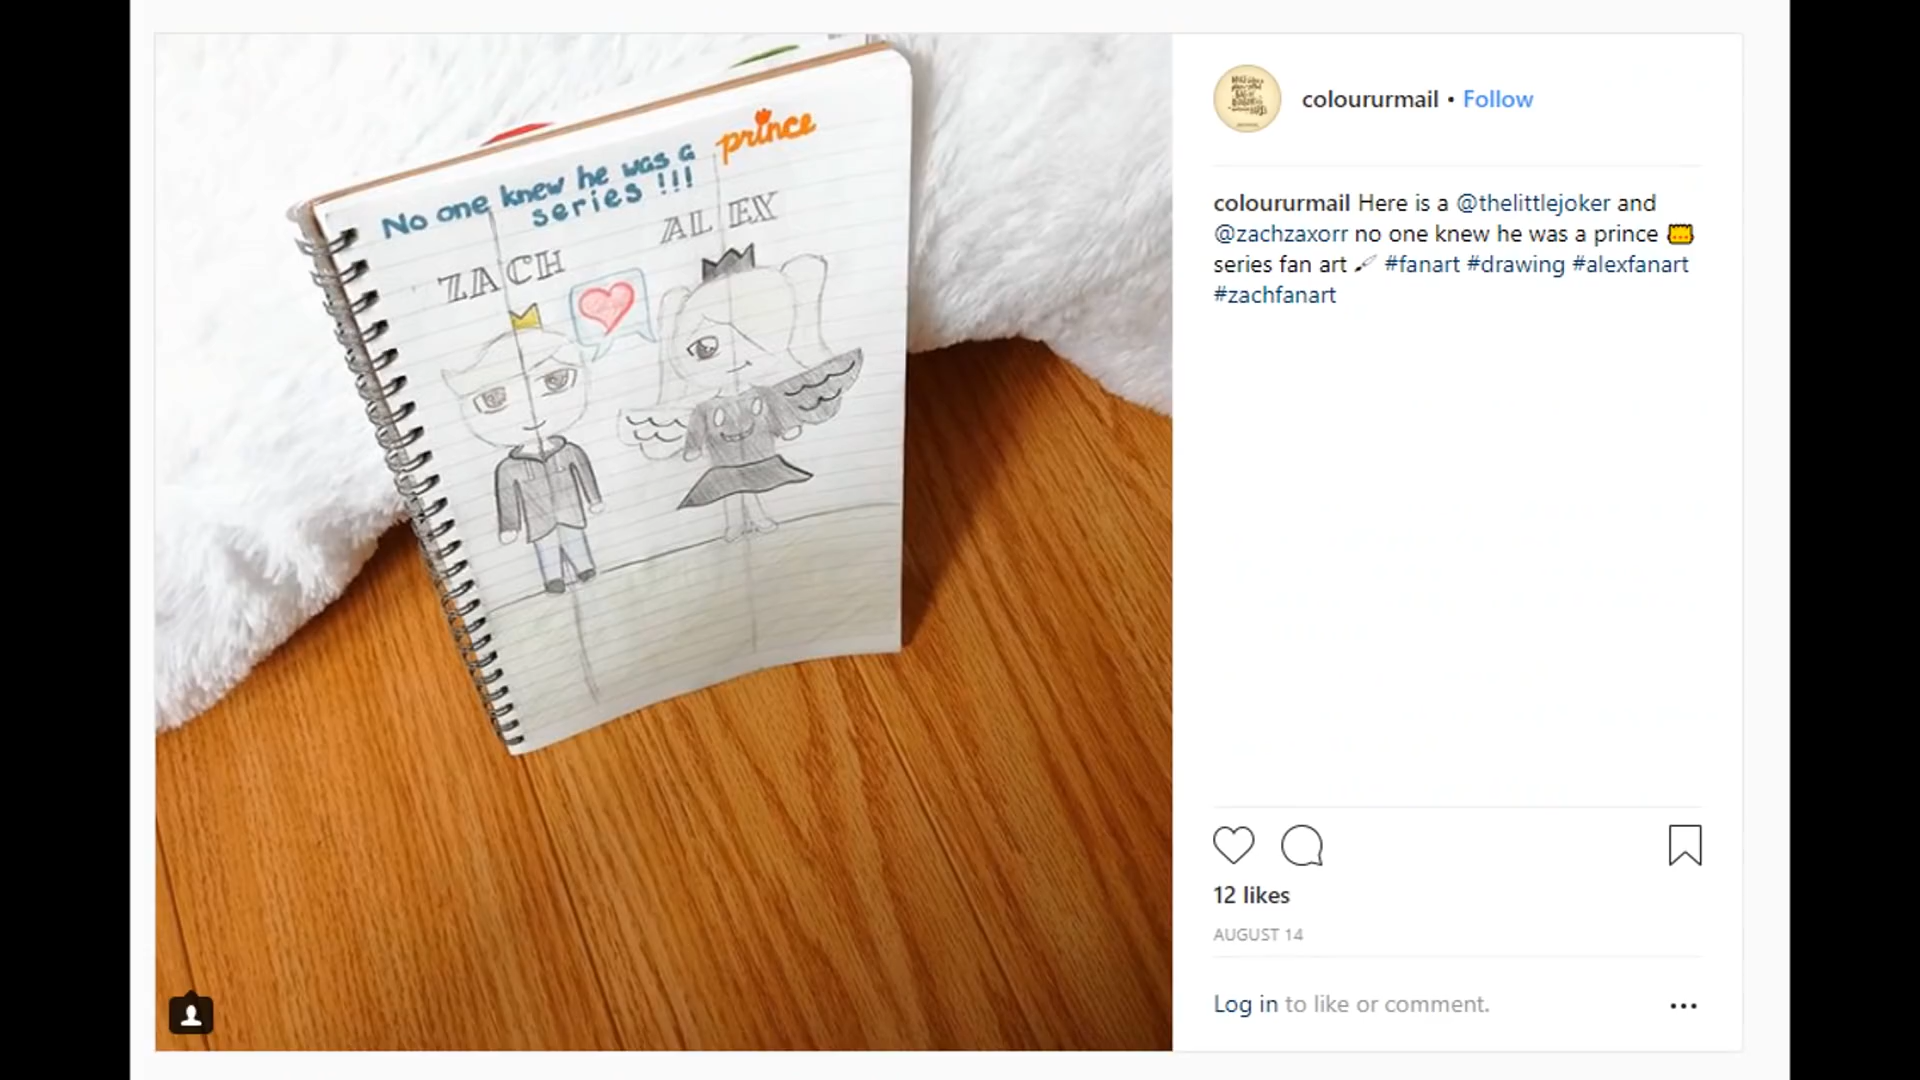 No one knew he was a prince
series !!!
ZACH
ALEX
coloururmail • Follow
coloururmail Here is a @thelittlejoker and
@zachzaxorr no one knew he was a prince
series fan art 🖌 #fanart #drawing #alexfanart
#zachfanart
12 likes
AUGUST 14
Log in to like or comment.